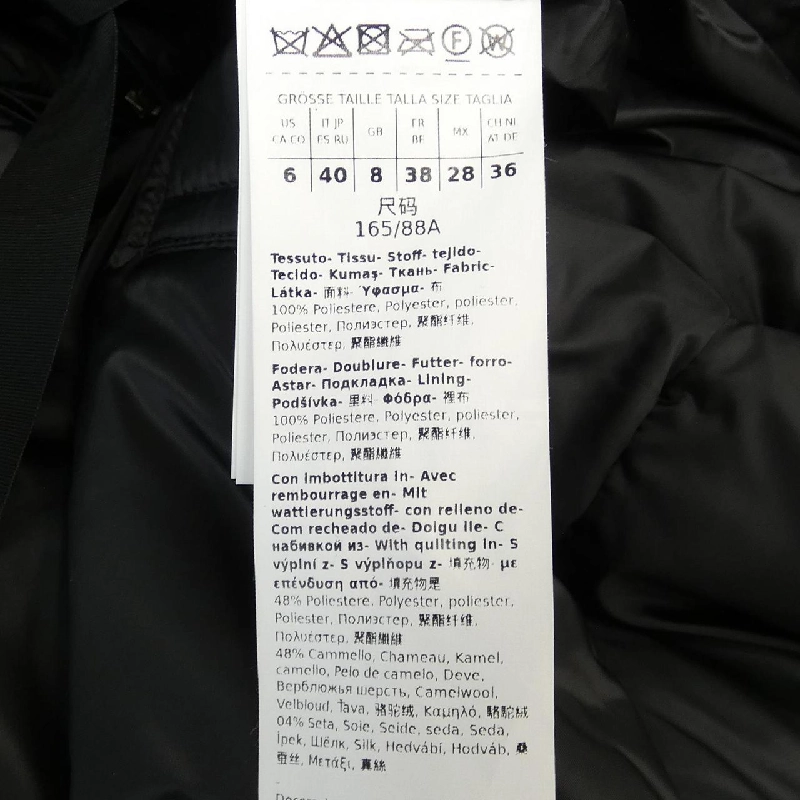 F W
GRÖSSE TAILLE TALLA SIZE TAGLIA
US CA CO IT JP ES RU GB FR BE MX CH NL AT DE
6 40 8 38 28 36
尺码
165/88A
Tessuto- Tissu- Stoff- tejido-
Tecido- Kumaş- Ткань- Fabric-
Látka- 面料- Ύφασμα- 布
100% Poliestere, Polyester, poliester,
Poliester, Полиэстер, 聚酯纤维,
Πολυέστερ, 聚酯纖維
Fodera- Doublure- Futter- forro-
Astar- Подкладка- Lining-
Podšívka- 里料- Φόδρα- 裡布
100% Poliestere, Polyester, poliester,
Poliester, Полиэстер, 聚酯纤维,
Πολυέστερ, 聚酯纖維
Con imbottitura in- Avec
rembourrage en- Mit
wattierungsstoff- con relleno de-
Com recheado de- Dolgu ile- С
набивкой из- With quilting in- S
výplní z- S výplňopu z- 填充物- με
επένδυση από- 填充物是
48% Poliestere, Polyester, poliester,
Poliester, Полиэстер, 聚酯纤维,
Πολυέστερ, 聚酯纖維
48% Cammello, Chameau, Kamel,
camello, Pelo de camelo, Deve,
Верблюжья шерсть, Camelwool,
Velbloud, Ťava, 骆驼绒, Καμηλό, 駱駝絨
04% Seta, Soie, Seide, seda, Seda,
İpek, Шёлк, Silk, Hedvábí, Hodváb, 桑
蚕丝, Μετάξι, 真絲